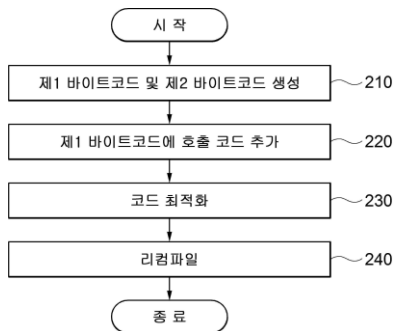 시 작
제1 바이트코드 및 제2 바이트코드 생성 210
제1 바이트코드에 호출 코드 추가 220
코드 최적화 230
리컴파일 240
종 료